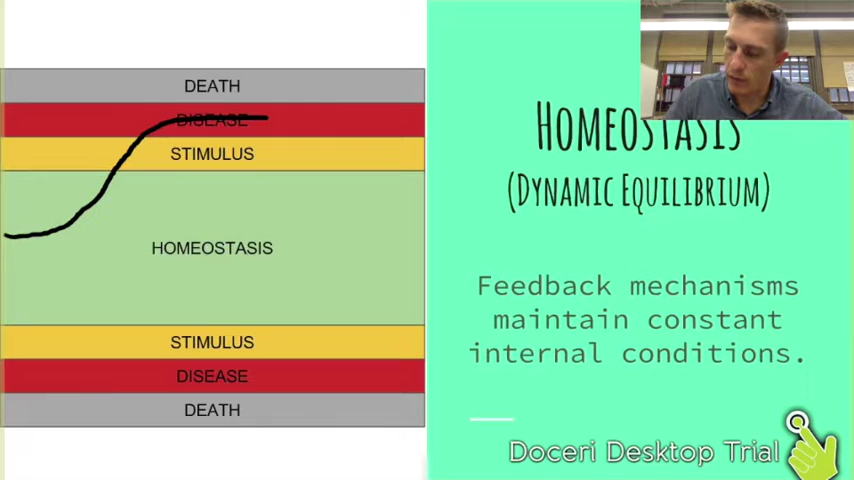 DEATH
DISEASE
STIMULUS
HOMEOSTASIS
STIMULUS
DISEASE
DEATH
HOMEOSTASIS
(DYNAMIC EQUILIBRIUM)
Feedback mechanisms
maintain constant
internal conditions.
Doceri Desktop Trial